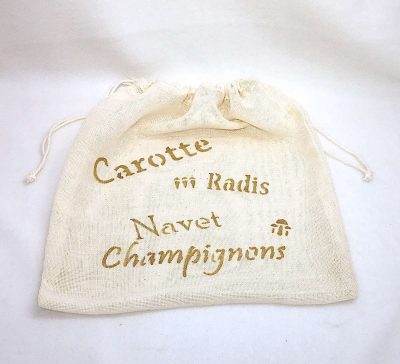 Carotte
Radis
Navet
Champignons